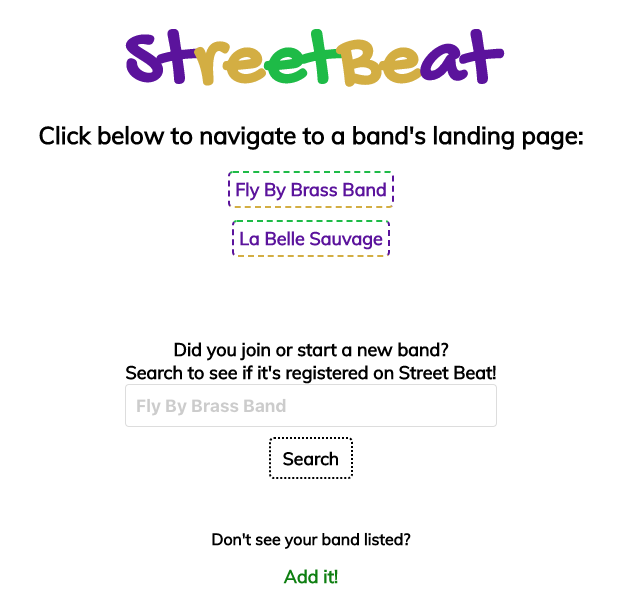 StreetBeat
Click below to navigate to a band's landing page:
Fly By Brass Band
La Belle Sauvage
Did you join or start a new band?
Search to see if it's registered on Street Beat!
Fly By Brass Band
Search
Don't see your band listed?
Add it!